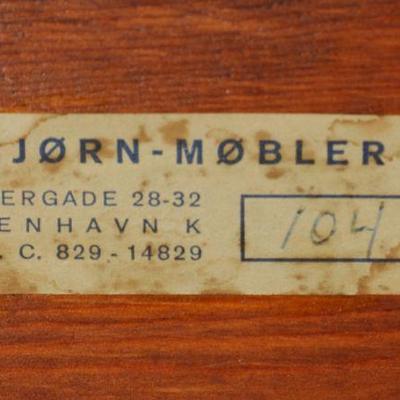 JØRN-MØBLER
ERGADE 28-32
ENHAVN K
. C. 829 - 14829
104